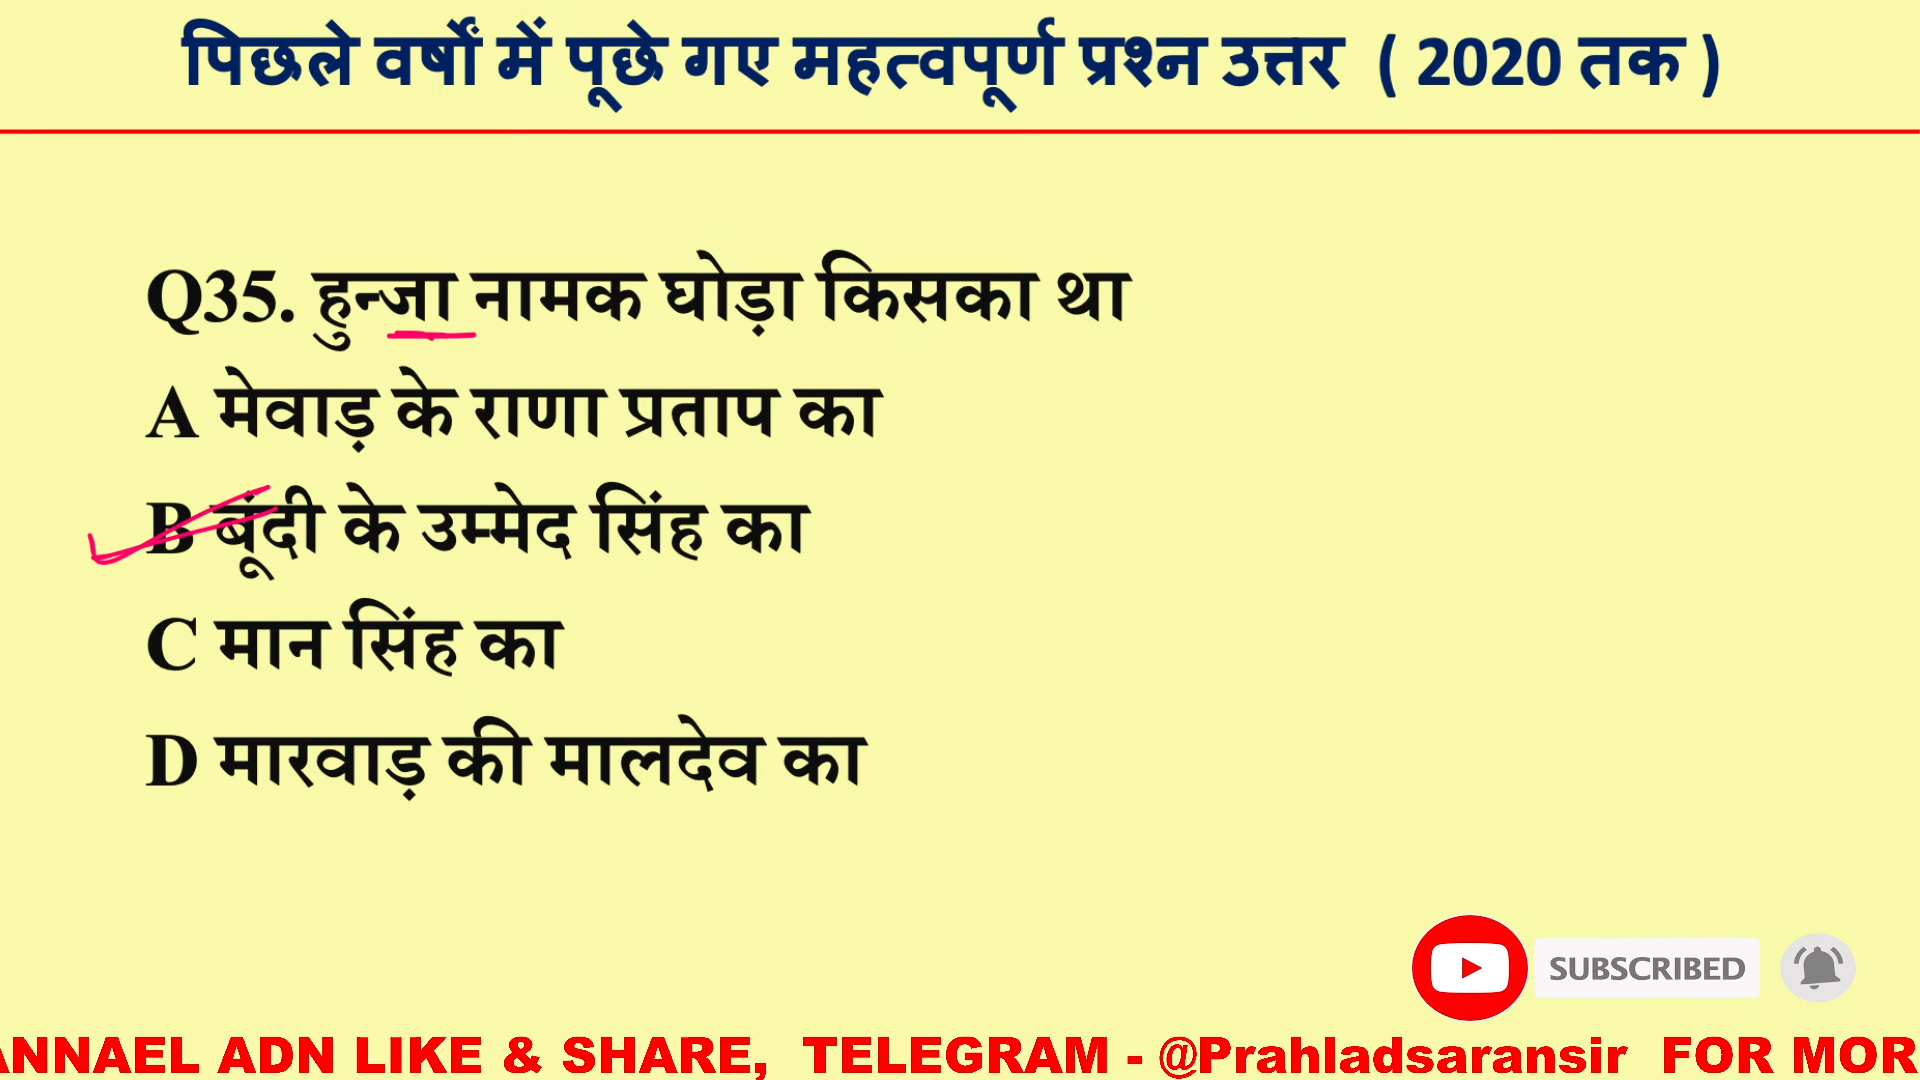 पिछले वर्षों में पूछे गए महत्वपूर्ण प्रश्न उत्तर ( 2020 तक )
Q35. हुन्जा नामक घोड़ा किसका था
A मेवाड़ के राणा प्रताप का
B बूंदी के उम्मेद सिंह का
C मान सिंह का
D मारवाड़ की मालदेव का
SUBSCRIBED
ANNAEL ADN LIKE & SHARE, TELEGRAM - @Prahladsaransir FOR MOR